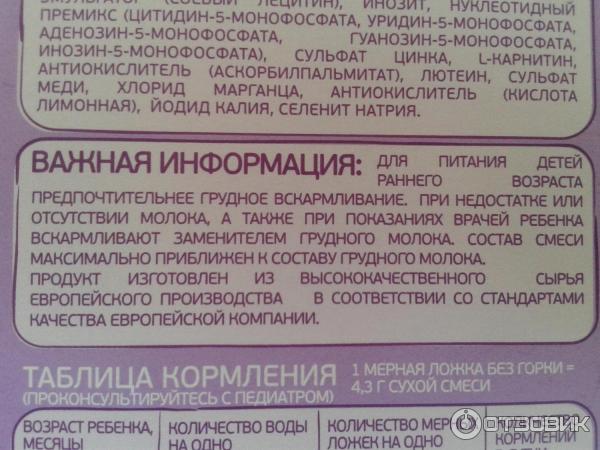 ЭМУЛЬГАТОР (СОЕВЫЙ ЛЕЦИТИН), ИНОЗИТ, НУКЛЕОТИДНЫЙ
ПРЕМИКС (ЦИТИДИН-5-МОНОФОСФАТА, УРИДИН-5-МОНОФОСФАТА,
АДЕНОЗИН-5-МОНОФОСФАТА, ГУАНОЗИН-5-МОНОФОСФАТА,
ИНОЗИН-5-МОНОФОСФАТА), СУЛЬФАТ ЦИНКА, L-КАРНИТИН,
АНТИОКИСЛИТЕЛЬ (АСКОРБИЛПАЛЬМИТАТ), ЛЮТЕИН, СУЛЬФАТ
МЕДИ, ХЛОРИД МАРГАНЦА, АНТИОКИСЛИТЕЛЬ (КИСЛОТА
ЛИМОННАЯ), ЙОДИД КАЛИЯ, СЕЛЕНИТ НАТРИЯ.
ВАЖНАЯ ИНФОРМАЦИЯ: ДЛЯ ПИТАНИЯ ДЕТЕЙ
РАННЕГО ВОЗРАСТА
ПРЕДПОЧТИТЕЛЬНЕЕ ГРУДНОЕ ВСКАРМЛИВАНИЕ. ПРИ НЕДОСТАТКЕ ИЛИ
ОТСУТСТВИИ МОЛОКА, А ТАКЖЕ ПРИ ПОКАЗАНИЯХ ВРАЧЕЙ РЕБЕНКА
ВСКАРМЛИВАЮТ ЗАМЕНИТЕЛЕМ ГРУДНОГО МОЛОКА. СОСТАВ СМЕСИ
МАКСИМАЛЬНО ПРИБЛИЖЕН К СОСТАВУ ГРУДНОГО МОЛОКА.
ПРОДУКТ ИЗГОТОВЛЕН ИЗ ВЫСОКОКАЧЕСТВЕННОГО СЫРЬЯ
ЕВРОПЕЙСКОГО ПРОИЗВОДСТВА В СООТВЕТСТВИИ СО СТАНДАРТАМИ
КАЧЕСТВА ЕВРОПЕЙСКОЙ КОМПАНИИ.
ТАБЛИЦА КОРМЛЕНИЯ 1 МЕРНАЯ ЛОЖКА БЕЗ ГОРКИ =
(ПРОКОНСУЛЬТИРУЙТЕСЬ С ПЕДИАТРОМ) 4,3 Г СУХОЙ СМЕСИ
ВОЗРАСТ РЕБЕНКА, КОЛИЧЕСТВО ВОДЫ КОЛИЧЕСТВО МЕРНЫХ
МЕСЯЦЫ НА ОДНО ЛОЖЕК НА ОДНО КОРМЛЕНИЙ
ОТЗОВИК